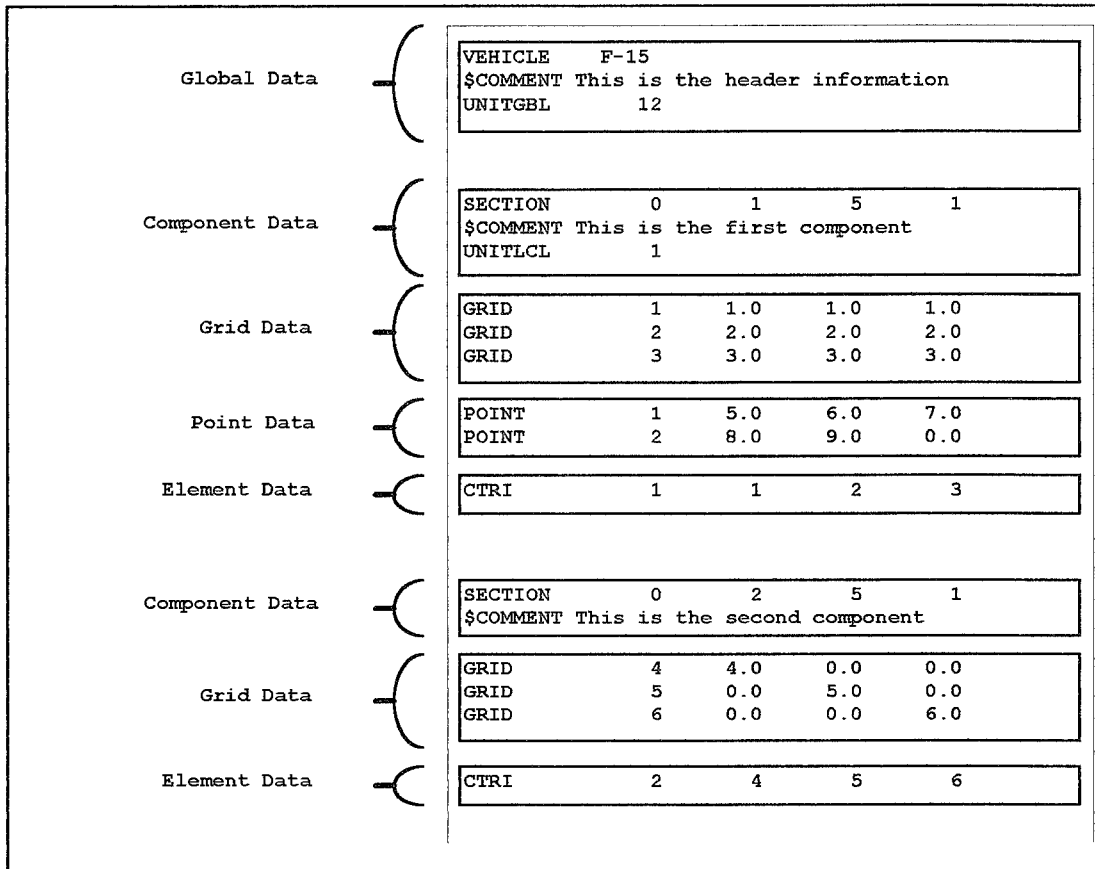 Global Data
VEHICLE F-15
$COMMENT This is the header information
UNITGBL 12
Component Data
SECTION 0 1 5 1
$COMMENT This is the first component
UNITLCL 1
Grid Data
GRID 1 1.0 1.0 1.0
GRID 2 2.0 2.0 2.0
GRID 3 3.0 3.0 3.0
Point Data
POINT 1 5.0 6.0 7.0
POINT 2 8.0 9.0 0.0
Element Data
CTRI 1 1 2 3
Component Data
SECTION 0 2 5 1
$COMMENT This is the second component
Grid Data
GRID 4 4.0 0.0 0.0
GRID 5 0.0 5.0 0.0
GRID 6 0.0 0.0 6.0
Element Data
CTRI 2 4 5 6